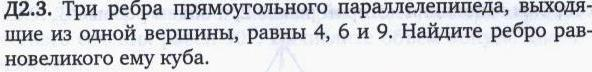 Д2.3. Три ребра прямоугольного параллелепипеда, выходя-
щие из одной вершины, равны 4, 6 и 9. Найдите ребро рав-
новеликого ему куба.